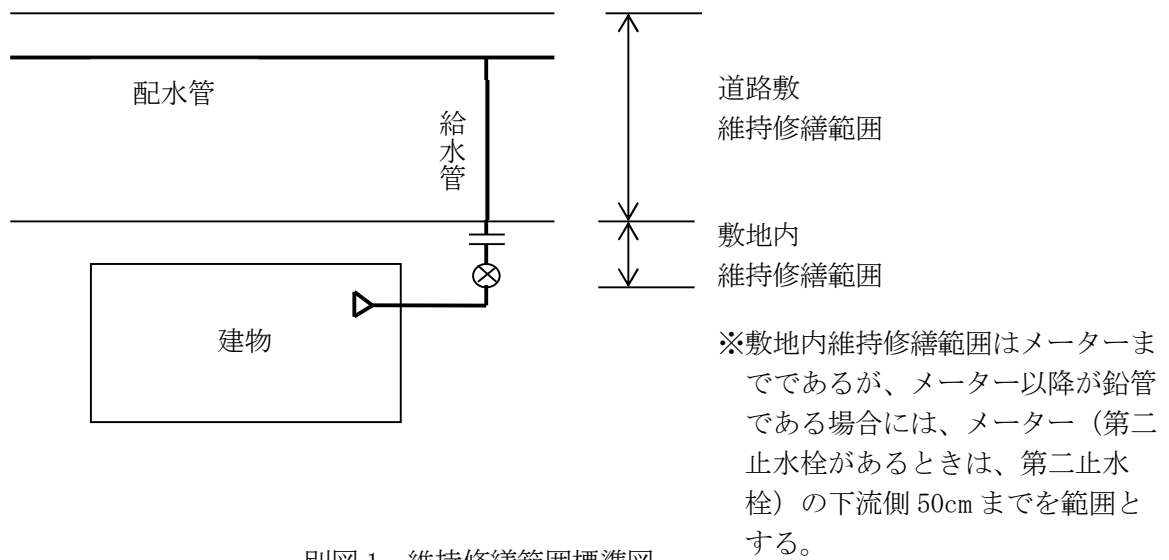 配水管
給水管
道路敷
維持修繕範囲
敷地内
維持修繕範囲
建物
※敷地内維持修繕範囲はメーターま
でであるが、メーター以降が鉛管
である場合には、メーター（第二
止水栓があるときは、第二止水
栓）の下流側 50cm までを範囲と
する。
別図 1　維持修繕範囲標準図